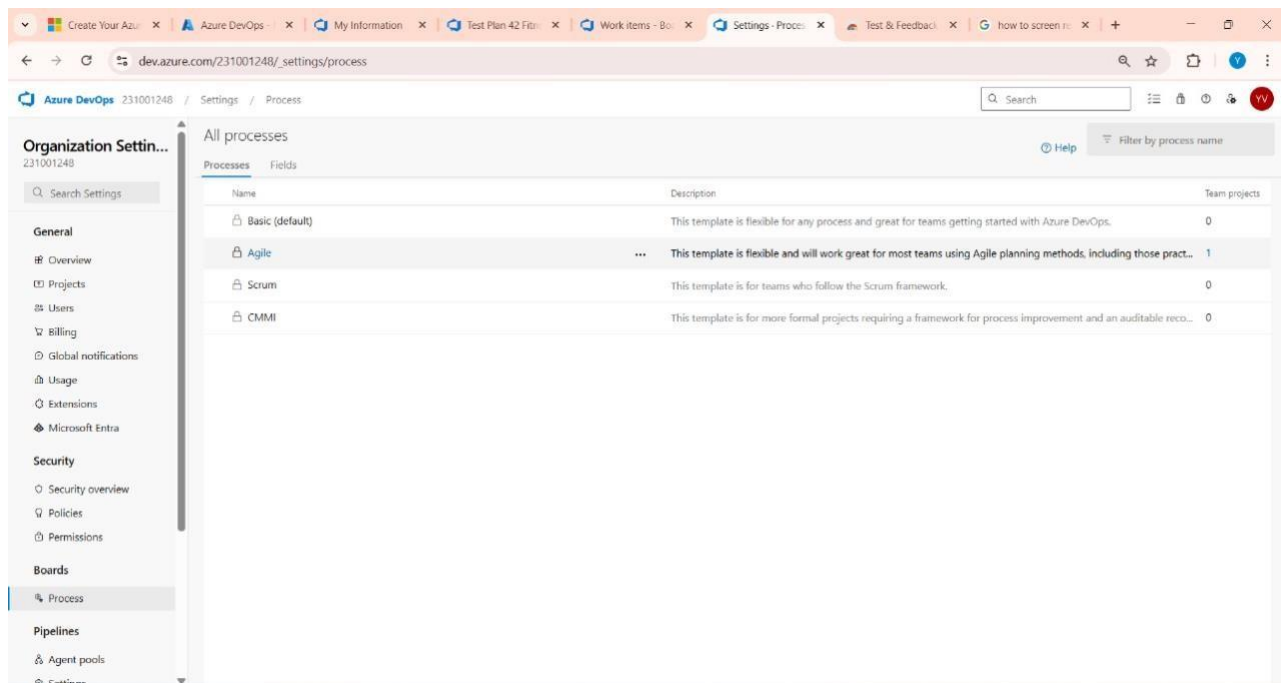 Create Your Azu
Azure DevOps -
My Information
Test Plan 42 Fitn
Work items - Bo
Settings - Proces
Test & Feedback
how to screen re
dev.azure.com/231001248/_settings/process
Y
Azure DevOps 231001248 / Settings / Process
Search
YV
Organization Settin...
231001248
Search Settings
General
Overview
Projects
Users
Billing
Global notifications
Usage
Extensions
Microsoft Entra
Security
Security overview
Policies
Permissions
Boards
Process
Pipelines
Agent pools
Settings
All processes
Help
Filter by process name
Processes Fields
Name Description Team projects
Basic (default) This template is flexible for any process and great for teams getting started with Azure DevOps. 0
Agile ... This template is flexible and will work great for most teams using Agile planning methods, including those pract... 1
Scrum This template is for teams who follow the Scrum framework. 0
CMMI This template is for more formal projects requiring a framework for process improvement and an auditable reco... 0